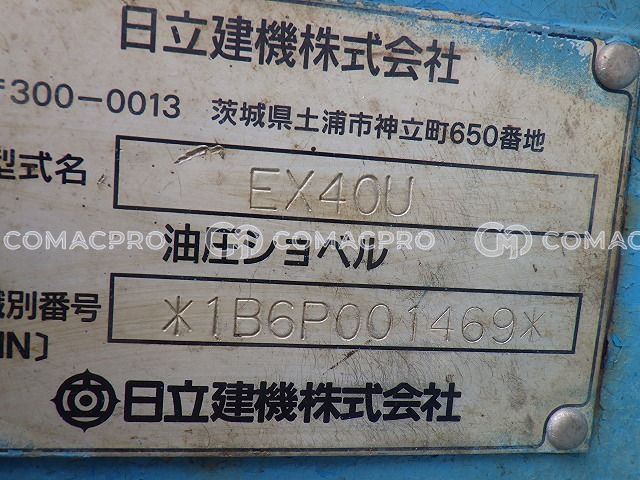 日立建機株式会社
〒300-0013 茨城県土浦市神立町650番地
型式名 EX40U
COMACPRO COMACPRO COMACPRO
油圧ショベル
識別番号 *1B6P001469*
IN〕
日立建機株式会社